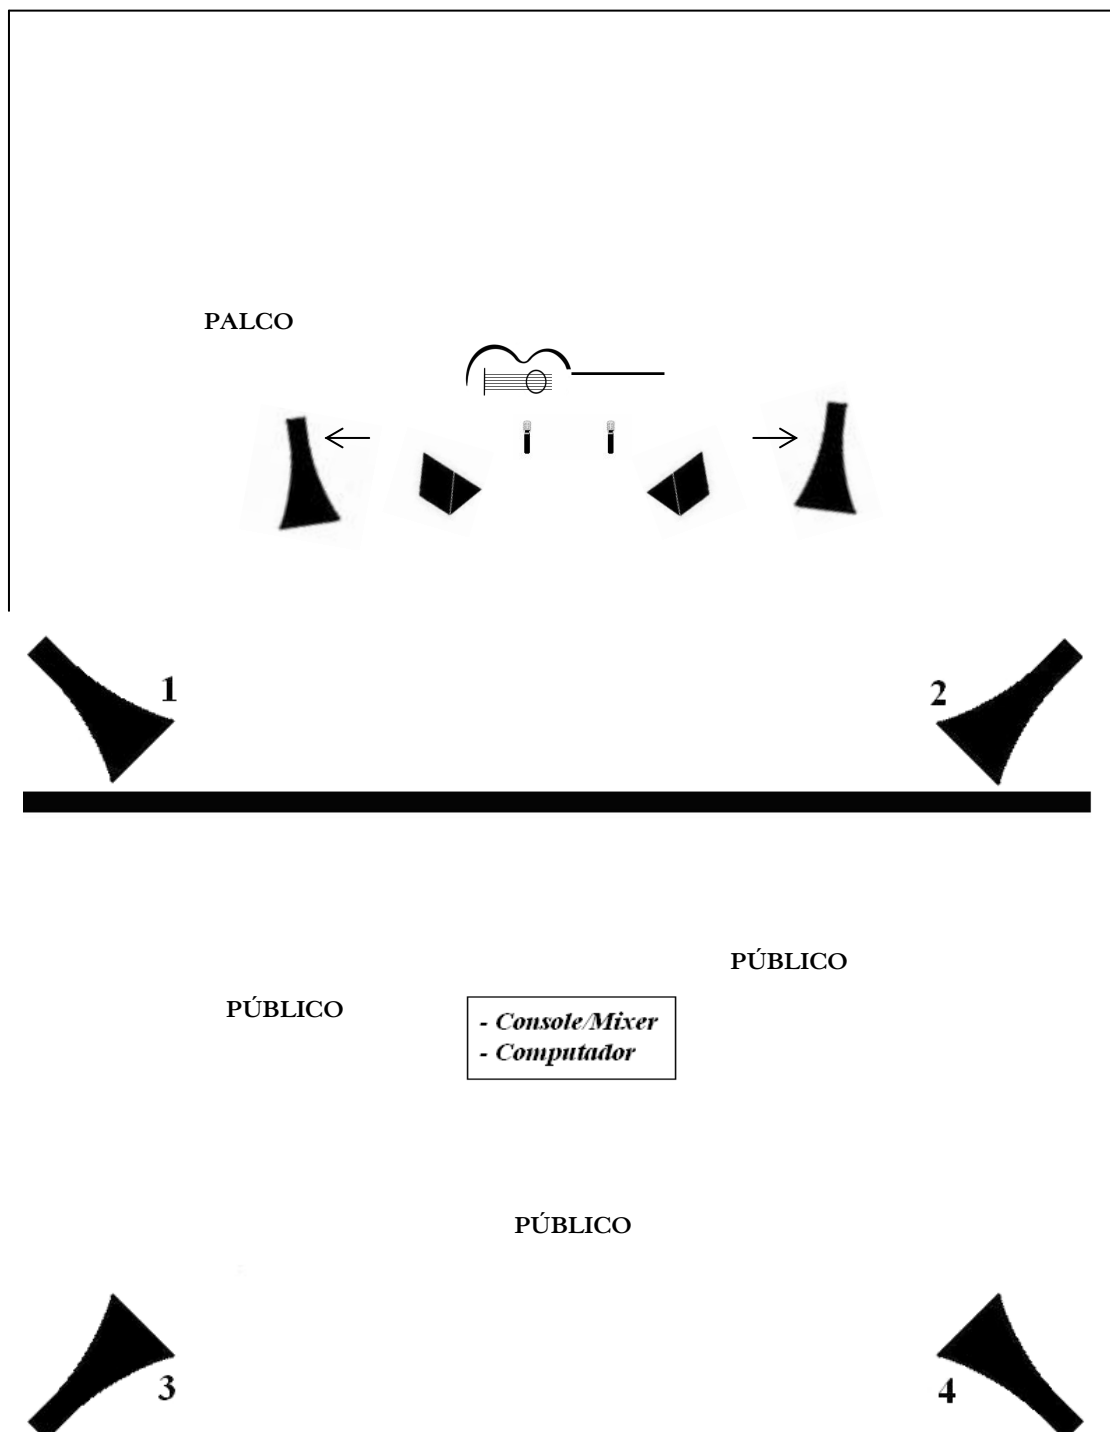 PALCO
1
2
PÚBLICO
PÚBLICO
- Console/Mixer
- Computador
PÚBLICO
3
4